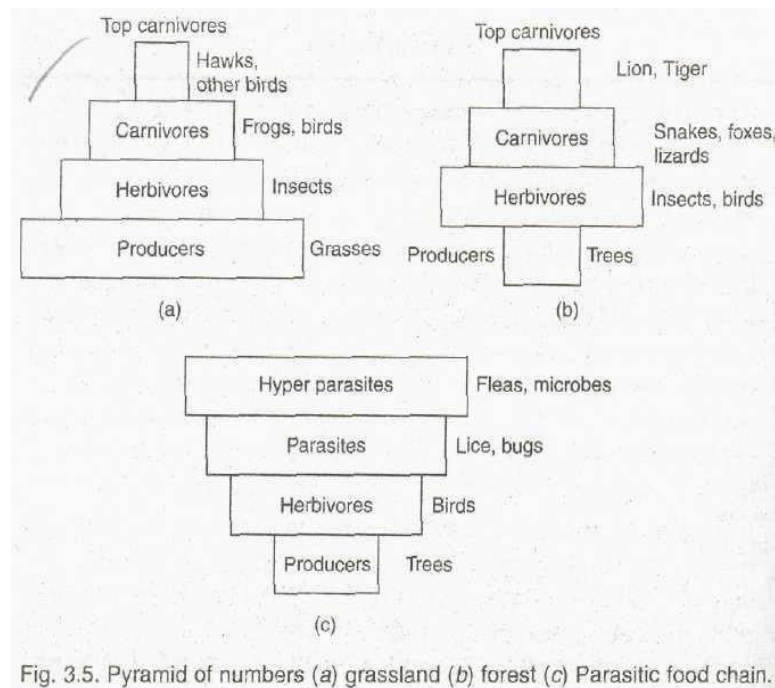 Top carnivores
Hawks,
other birds
Carnivores Frogs, birds
Herbivores Insects
Producers Grasses
(a)
Top carnivores
Lion, Tiger
Carnivores Snakes, foxes,
lizards
Herbivores Insects, birds
Producers Trees
(b)
Hyper parasites Fleas, microbes
Parasites Lice, bugs
Herbivores Birds
Producers Trees
(c)
Fig. 3.5. Pyramid of numbers (a) grassland (b) forest (c) Parasitic food chain.